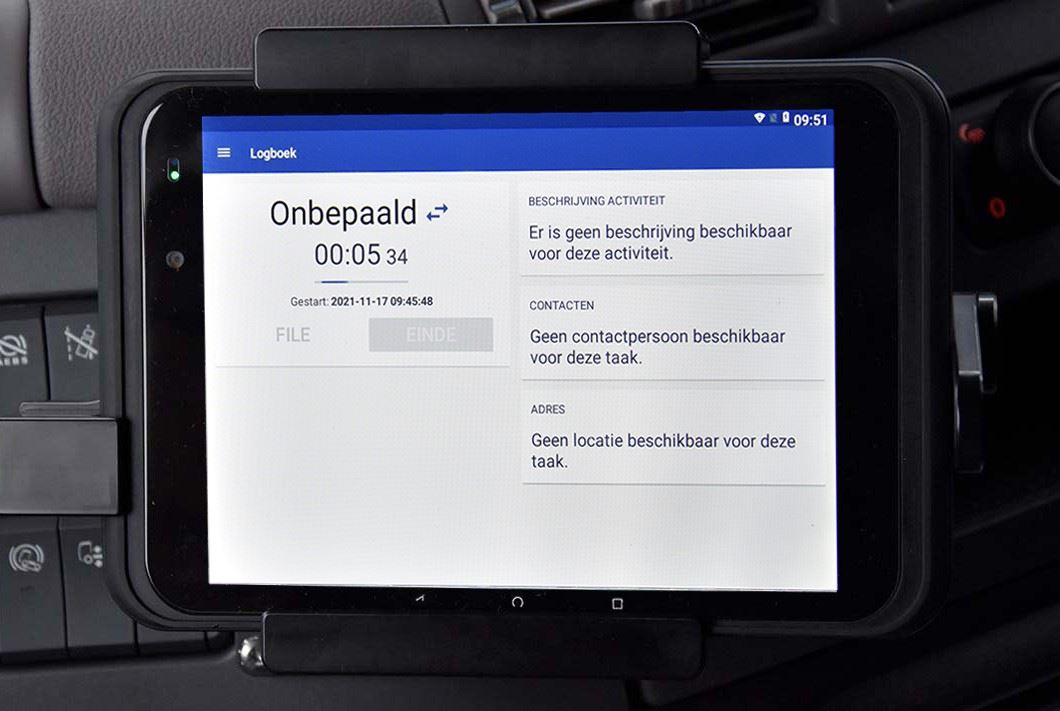 09:51
Logboek
Onbepaald
00:05 34
Gestart: 2021-11-17 09:45:48
FILE
EINDE
BESCHRIJVING ACTIVITEIT
Er is geen beschrijving beschikbaar
voor deze activiteit.
CONTACTEN
Geen contactpersoon beschikbaar
voor deze taak.
ADRES
Geen locatie beschikbaar voor deze
taak.
AEBS
0